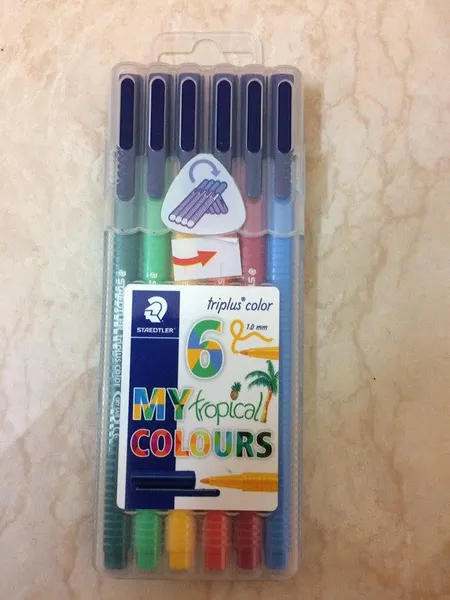 triplus® color
STAEDTLER
6
1.0 mm
MY tropical
COLOURS